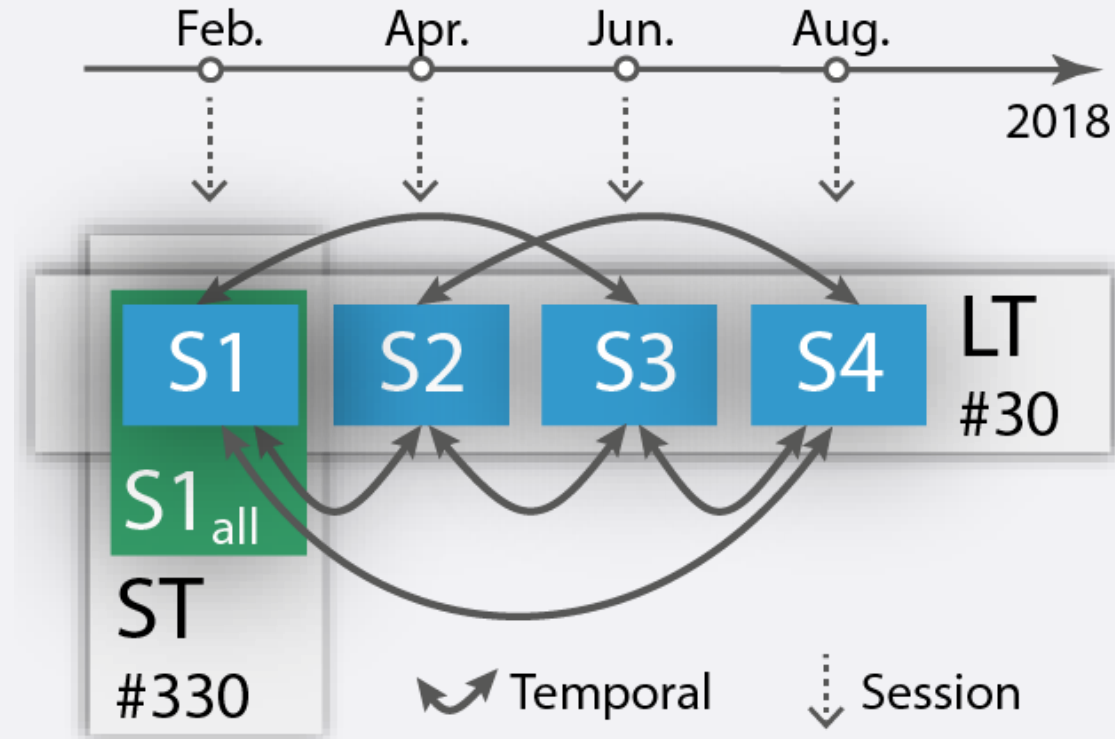 Feb. Apr. Jun. Aug.
2018
S1 S2 S3 S4 LT
#30
S1all
ST
#330
Temporal Session